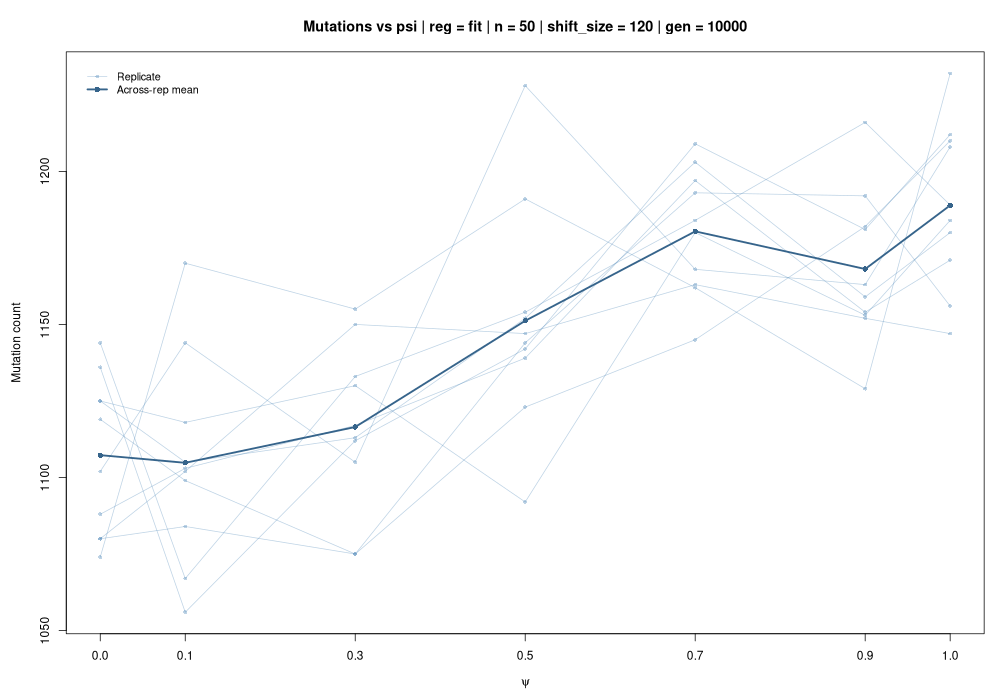 Mutations vs psi | reg = fit | n = 50 | shift_size = 120 | gen = 10000
Replicate
Across-rep mean
Mutation count
1200
1150
1100
1050
0.0 0.1 0.3 0.5 0.7 0.9 1.0
ψ